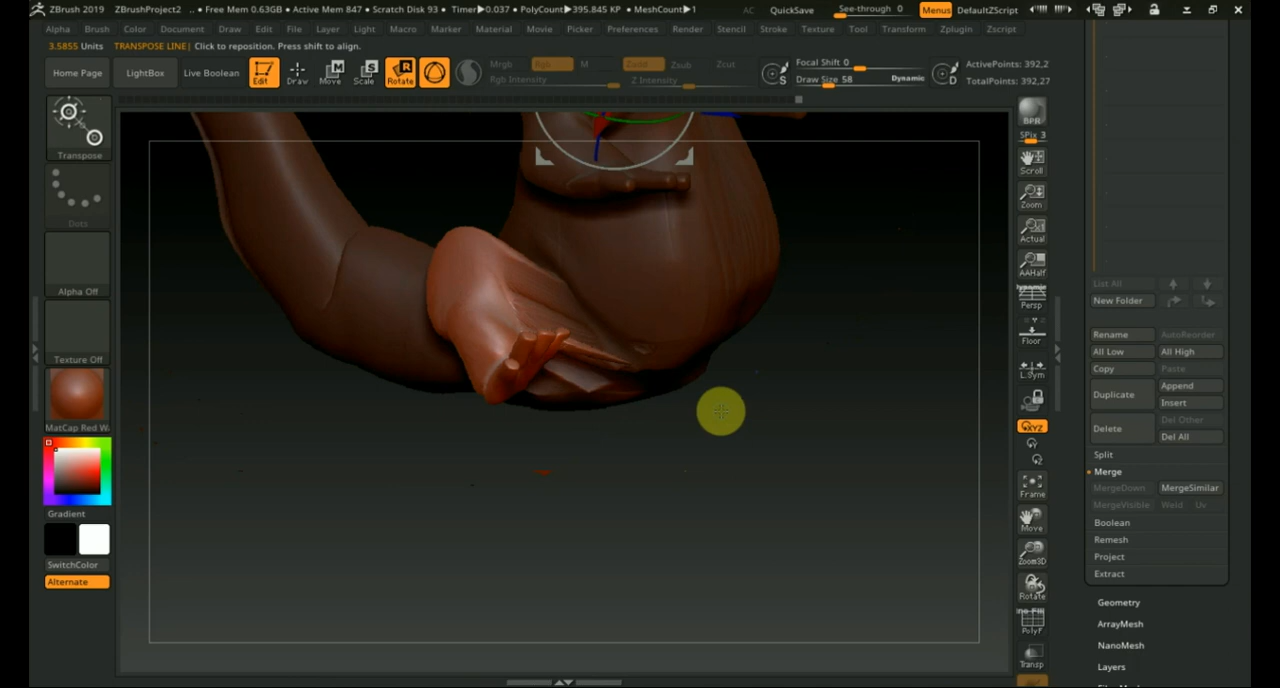 ZBrush 2019 ZBrushProject2 .. • Free Mem 0.63GB • Active Mem 847 • Scratch Disk 93 • Timer▶0.037 • PolyCount▶395.845 KP • MeshCount▶1 AC QuickSave See-through 0 Menus DefaultZScript
Alpha Brush Color Document Draw Edit File Layer Light Macro Marker Material Movie Picker Preferences Render Stencil Stroke Texture Tool Transform Zplugin Zscript
3.5855 Units TRANSPOSE LINE| Click to reposition. Press shift to align.
Home Page LightBox Live Boolean Edit Draw Move Scale Rotate
Mrgb Rgb M Zadd Zsub Zcut
Rgb Intensity Z Intensity
Focal Shift 0
Draw Size 58 Dynamic
ActivePoints: 392,2
TotalPoints: 392,27
Transpose
Dots
Alpha Off
Texture Off
MatCap Red W
Gradient
SwitchColor
Alternate
BPR
SPix 3
Scroll
Zoom
Actual
AAHalf
Dynamic
Persp
Floor
L.Sym
XYZ
Frame
Move
Zoom3D
Rotate
PolyF
Transp
List All
New Folder
Rename AutoReorder
All Low All High
Copy Paste
Duplicate Append
Insert
Delete Del Other
Del All
Split
Merge
MergeDown MergeSimilar
MergeVisible Weld Uv
Boolean
Remesh
Project
Extract
Geometry
ArrayMesh
NanoMesh
Layers